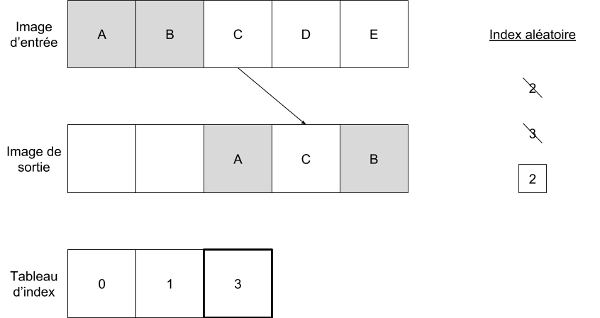 Image
d'entrée
A B C D E
Index aléatoire
2
3
2
Image de
sortie
A C B
Tableau
d'index
0 1 3